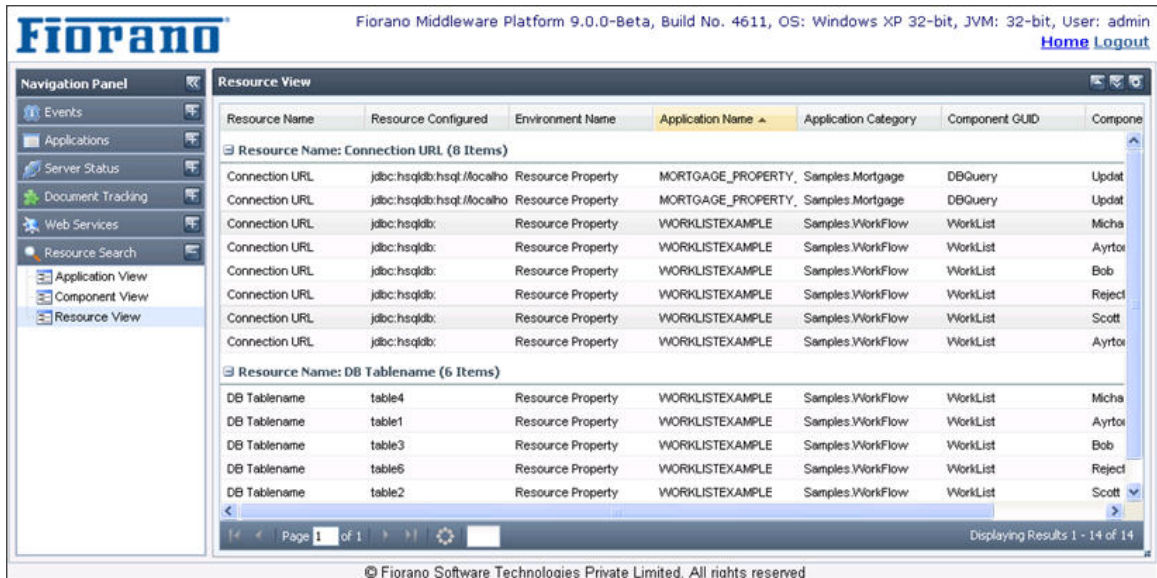 Fiorano
Fiorano Middleware Platform 9.0.0-Beta, Build No. 4611, OS: Windows XP 32-bit, JVM: 32-bit, User: admin
Home Logout
Navigation Panel
Events
Applications
Server Status
Document Tracking
Web Services
Resource Search
Application View
Component View
Resource View
Resource View
Resource Name Resource Configured Environment Name Application Name Application Category Component GUID Compone
Resource Name: Connection URL (8 Items)
Connection URL jdbc:hsqldb:hsql://localho Resource Property MORTGAGE_PROPERTY_ Samples.Mortgage DBQuery Updat
Connection URL jdbc:hsqldb:hsql://localho Resource Property MORTGAGE_PROPERTY_ Samples.Mortgage DBQuery Updat
Connection URL jdbc:hsqldb: Resource Property WORKLISTEXAMPLE Samples.WorkFlow WorkList Micha
Connection URL jdbc:hsqldb: Resource Property WORKLISTEXAMPLE Samples.WorkFlow WorkList Ayrto
Connection URL jdbc:hsqldb: Resource Property WORKLISTEXAMPLE Samples.WorkFlow WorkList Bob
Connection URL jdbc:hsqldb: Resource Property WORKLISTEXAMPLE Samples.WorkFlow WorkList Reject
Connection URL jdbc:hsqldb: Resource Property WORKLISTEXAMPLE Samples.WorkFlow WorkList Scott
Connection URL jdbc:hsqldb: Resource Property WORKLISTEXAMPLE Samples.WorkFlow WorkList Ayrto
Resource Name: DB Tablename (6 Items)
DB Tablename table4 Resource Property WORKLISTEXAMPLE Samples.WorkFlow WorkList Micha
DB Tablename table1 Resource Property WORKLISTEXAMPLE Samples.WorkFlow WorkList Ayrto
DB Tablename table3 Resource Property WORKLISTEXAMPLE Samples.WorkFlow WorkList Bob
DB Tablename table6 Resource Property WORKLISTEXAMPLE Samples.WorkFlow WorkList Reject
DB Tablename table2 Resource Property WORKLISTEXAMPLE Samples.WorkFlow WorkList Scott
Page 1 of 1 Displaying Results 1 - 14 of 14
© Fiorano Software Technologies Private Limited. All rights reserved